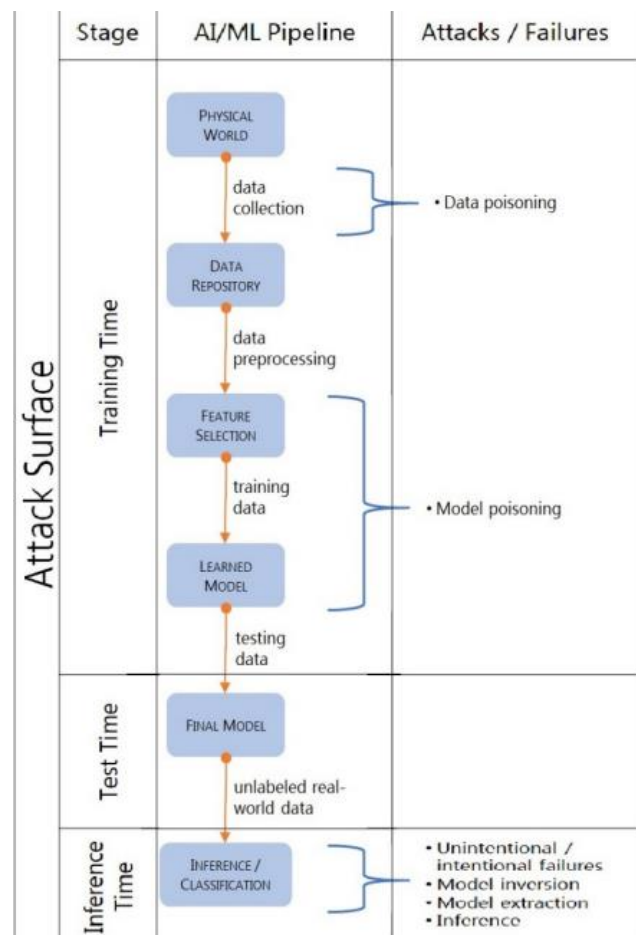 Stage
AI/ML Pipeline
Attacks / Failures
Attack Surface
Training Time
PHYSICAL
WORLD
data
collection
• Data poisoning
DATA
REPOSITORY
data
preprocessing
FEATURE
SELECTION
training
data
• Model poisoning
LEARNED
MODEL
testing
data
Test Time
FINAL MODEL
unlabeled real-
world data
Inference
Time
INFERENCE /
CLASSIFICATION
• Unintentional /
intentional failures
• Model inversion
• Model extraction
• Inference